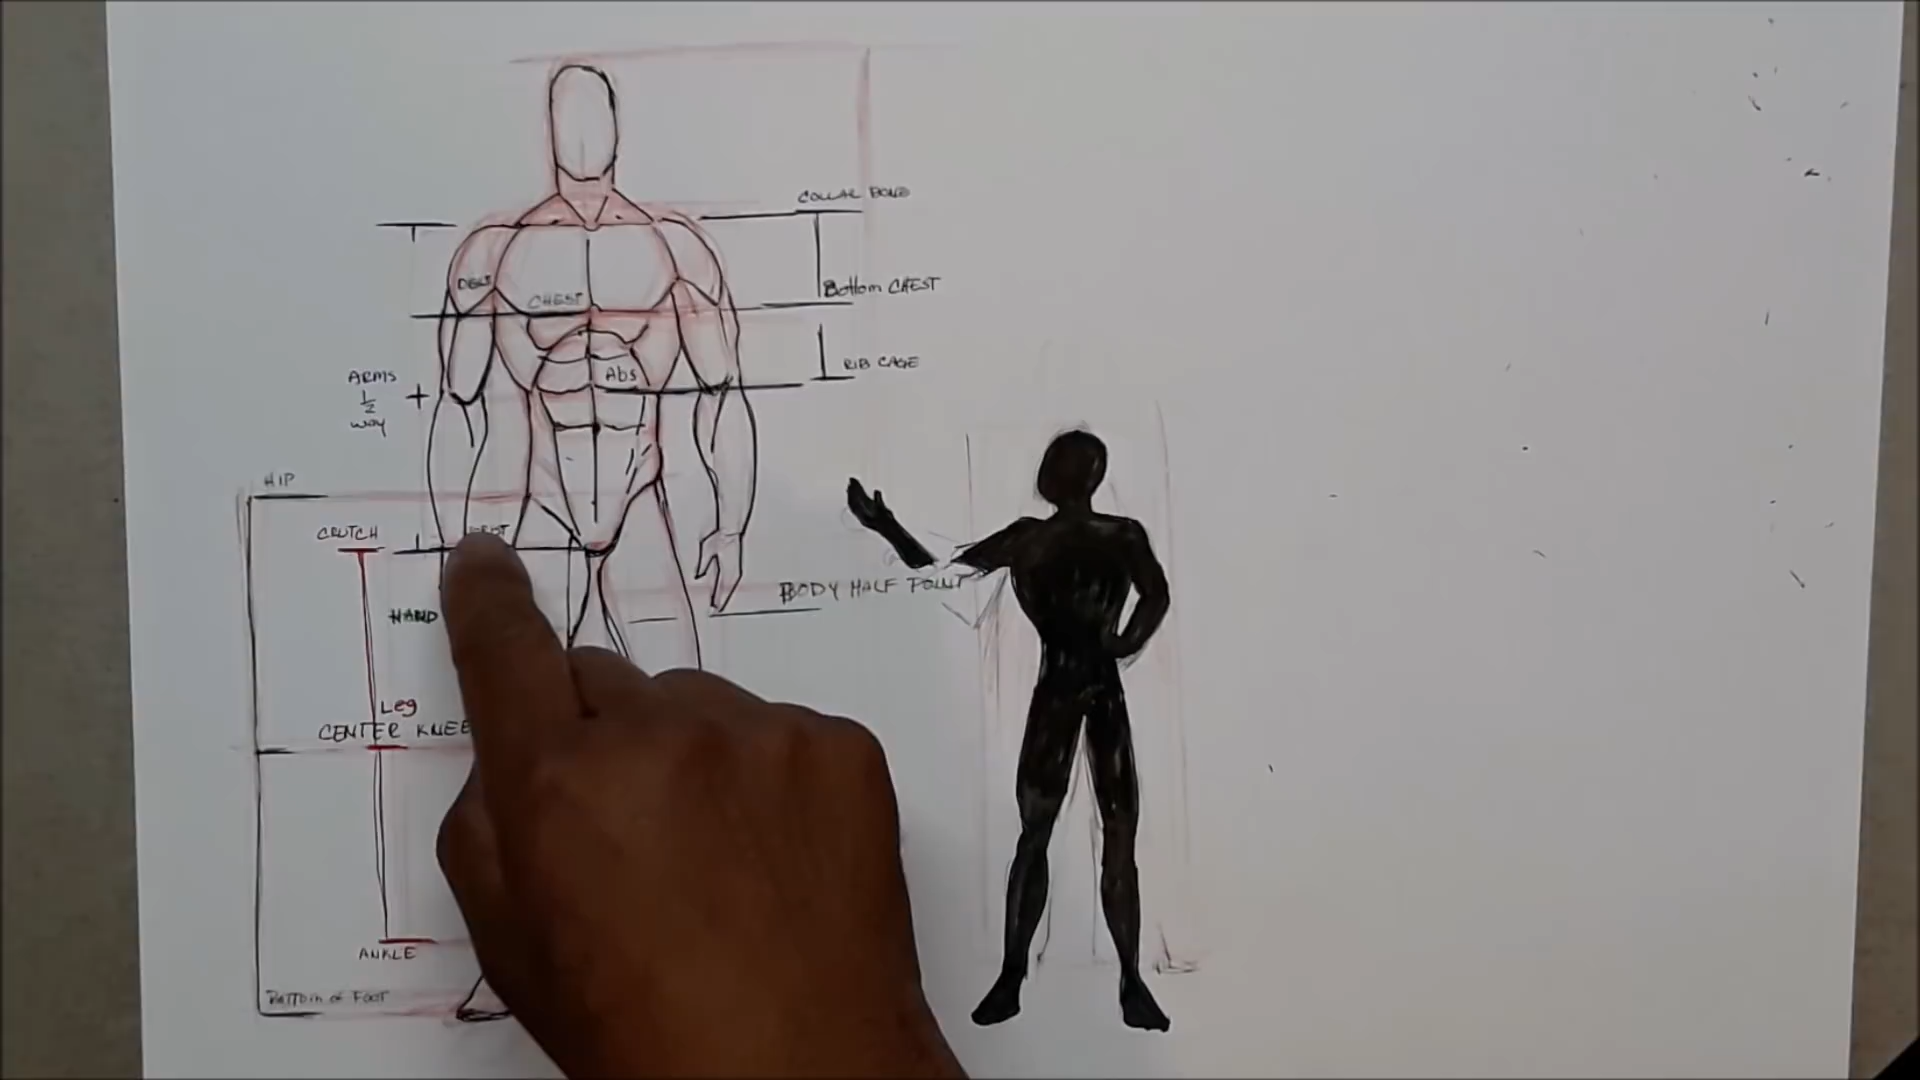 COLLAR BONE
DELT
CHEST
Bottom CHEST
Abs
RIB CAGE
ARMS
1/2
way
HIP
CRUTCH
BODY HALF POINT
HAND
Leg
CENTER KNEE
ANKLE
Bottom of Foot